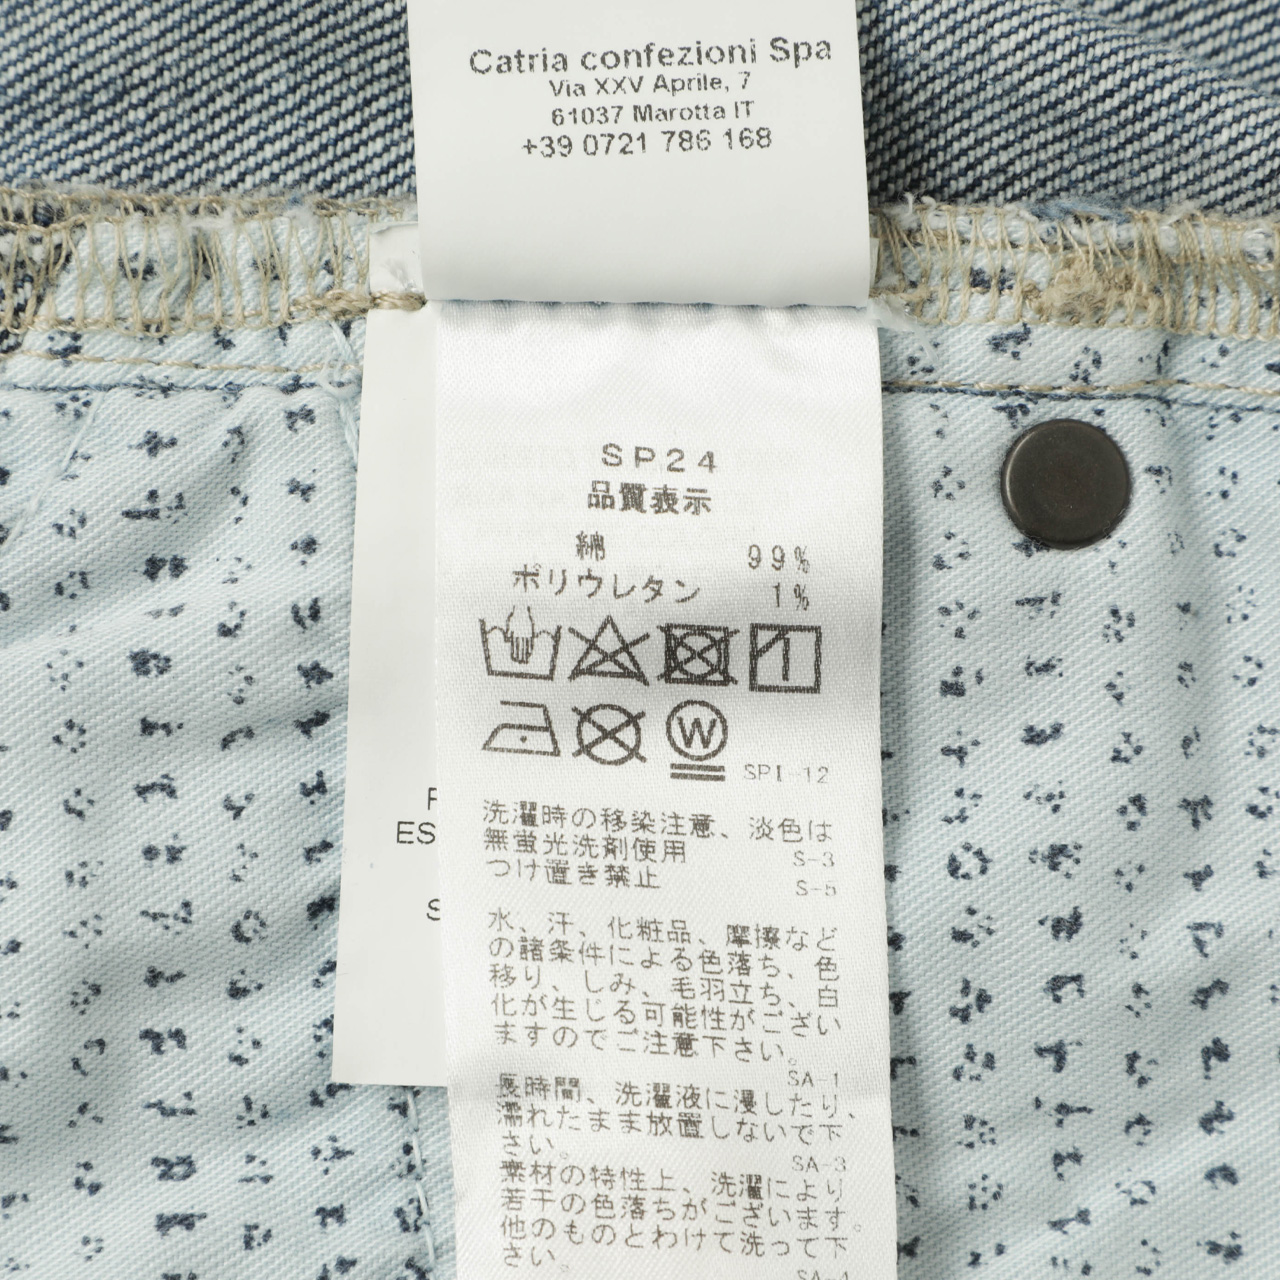 Catria confezioni Spa
Via XXV Aprile, 7
61037 Marotta IT
+39 0721 786 168
SP24
品質表示
綿 99%
ポリウレタン 1%
W
SPI-12
洗濯時の移染注意、淡色は
無蛍光洗剤使用 S-3
つけ置き禁止 S-5
水、汗、化粧品、摩擦など
の諸条件による色落ち、色
移り、しみ、毛羽立ち、白
化が生じる可能性がござい
ますのでご注意下さい。
SA-1
長時間、洗濯液に浸したり、
濡れたまま放置しないで下
さい。
SA-3
素材の特性上、洗濯により
若干の色落ちがございます。
他のものとわけて洗って下
さい。
SA-4
ES
S